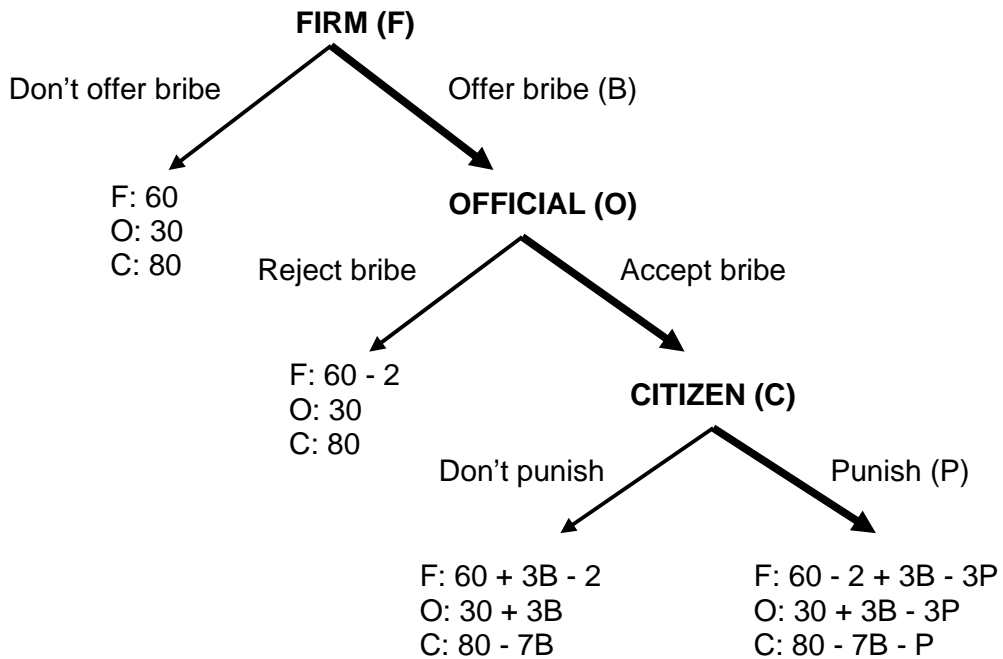 FIRM (F)
Don't offer bribe
Offer bribe (B)
F: 60
O: 30
C: 80
OFFICIAL (O)
Reject bribe
Accept bribe
F: 60 - 2
O: 30
C: 80
CITIZEN (C)
Don't punish
Punish (P)
F: 60 + 3B - 2
O: 30 + 3B
C: 80 - 7B
F: 60 - 2 + 3B - 3P
O: 30 + 3B - 3P
C: 80 - 7B - P